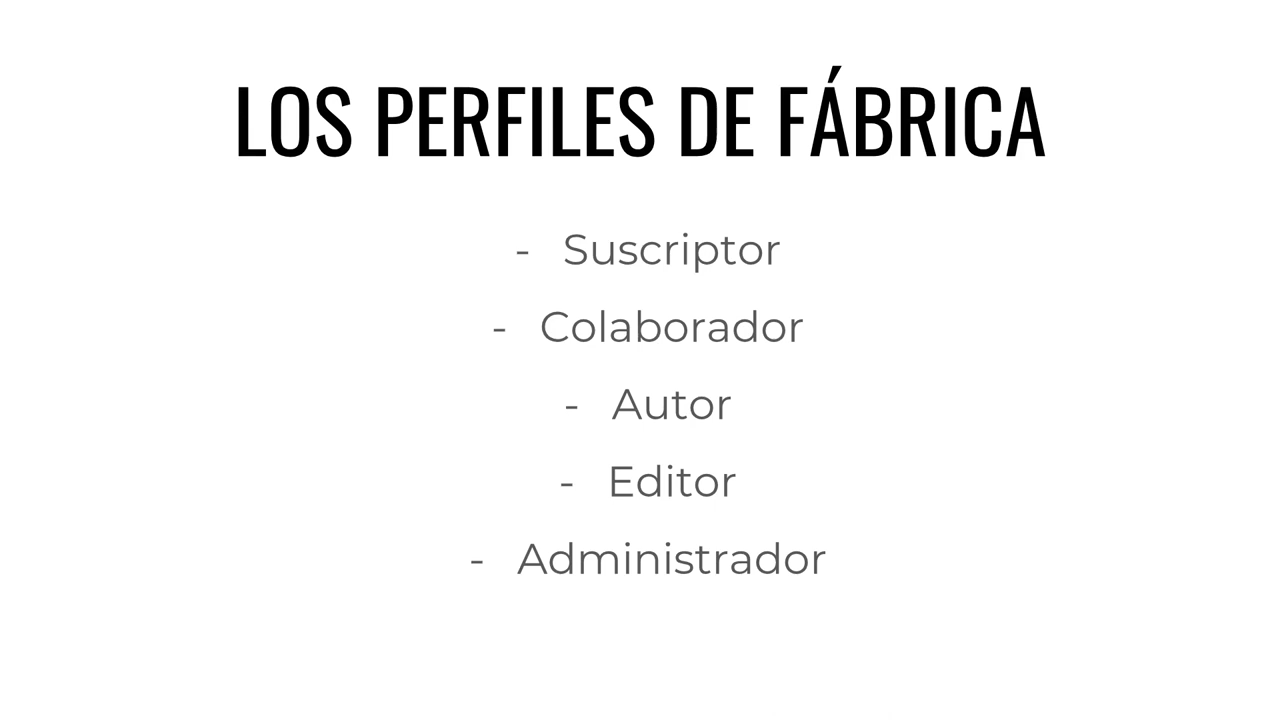 LOS PERFILES DE FÁBRICA
- Suscriptor
- Colaborador
- Autor
- Editor
- Administrador